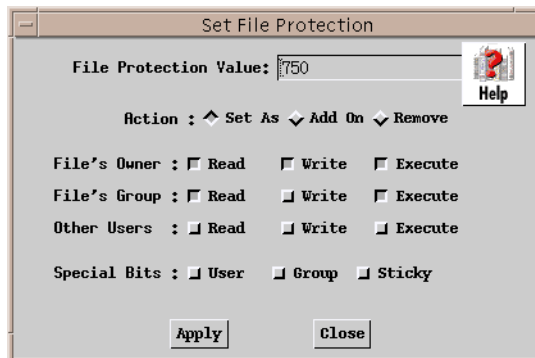 Set File Protection
File Protection Value: 750
Help
Action : Set As Add On Remove
File's Owner : Read Write Execute
File's Group : Read Write Execute
Other Users : Read Write Execute
Special Bits : User Group Sticky
Apply Close